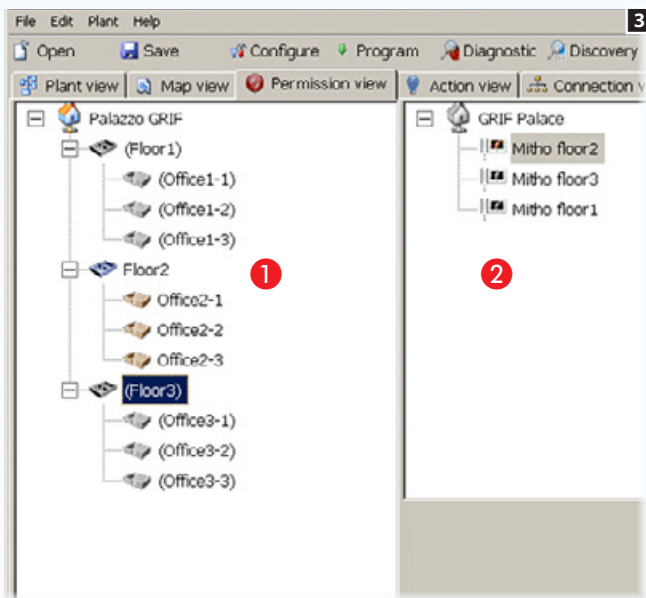 File Edit Plant Help
3
Open Save Configure Program Diagnostic Discovery
Plant view Map view Permission view Action view Connection v
Palazzo GRIF
(Floor1)
(Office1-1)
(Office1-2)
(Office1-3)
Floor2
Office2-1
Office2-2
Office2-3
(Floor3)
(Office3-1)
(Office3-2)
(Office3-3)
1
GRIF Palace
Mitho floor2
Mitho floor3
Mitho floor1
2